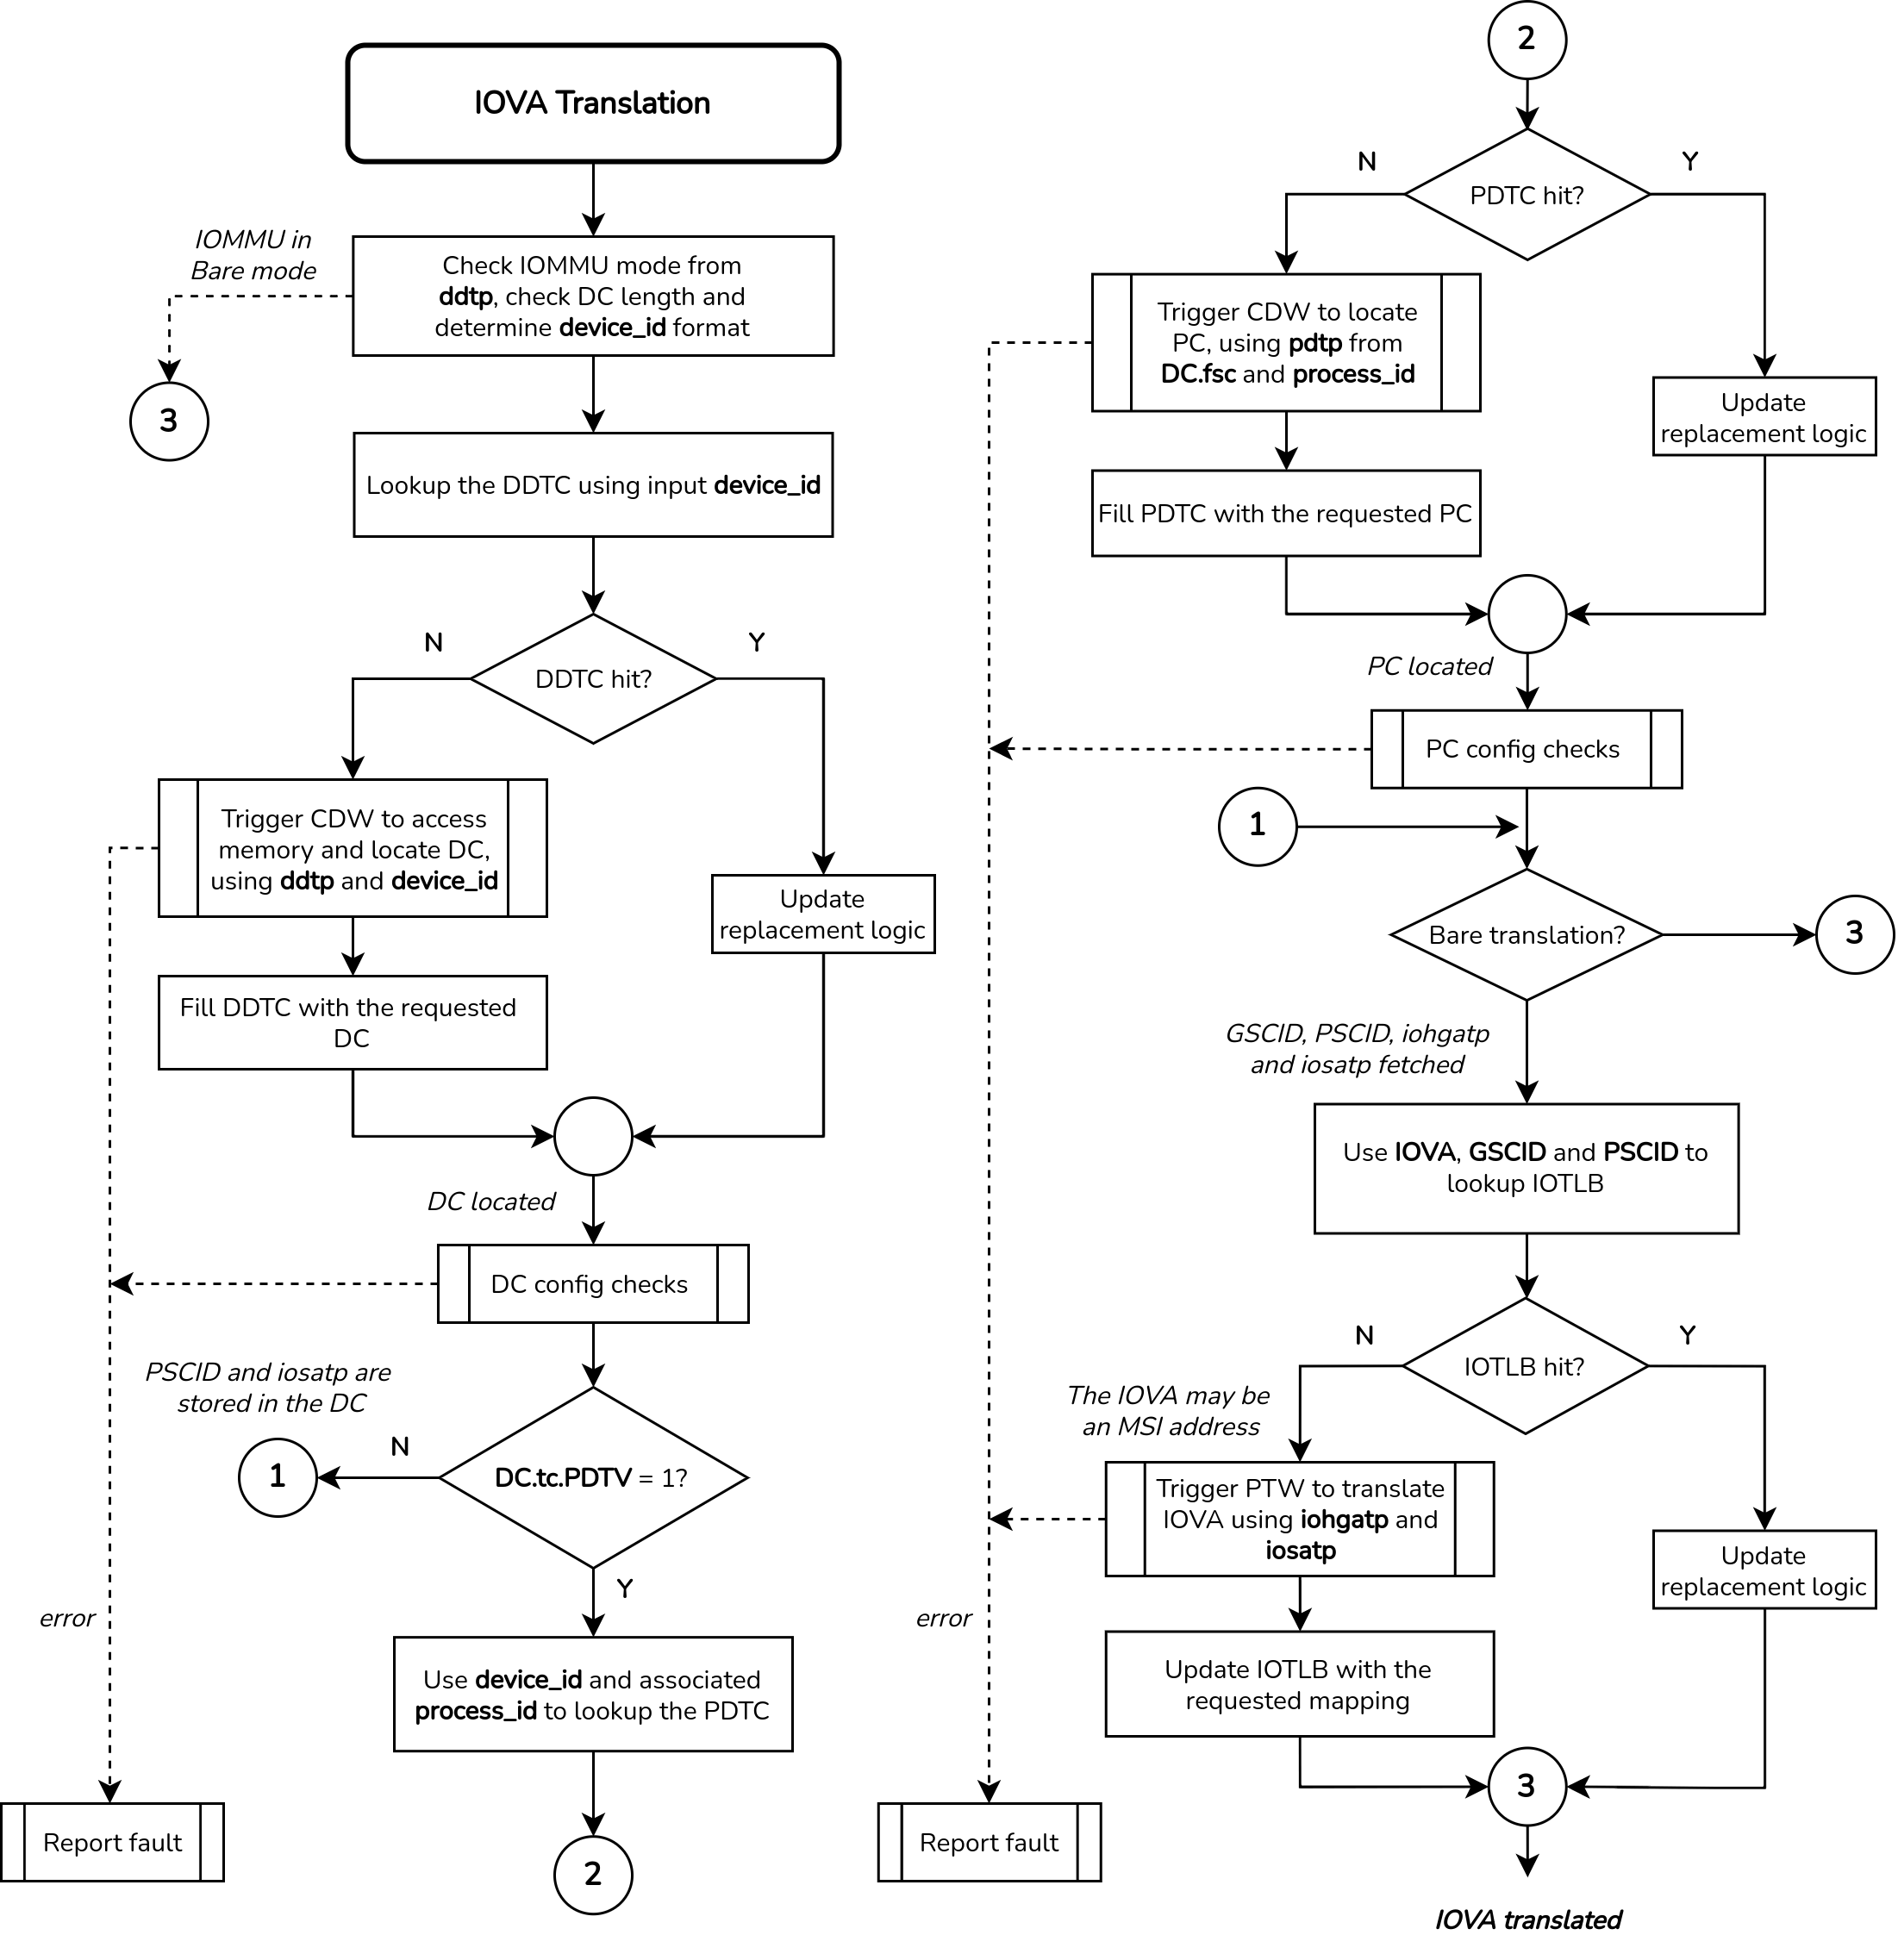 IOVA Translation
IOMMU in
Bare mode
Check IOMMU mode from
ddtp, check DC length and
determine device_id format
3
Lookup the DDTC using input device_id
N
Y
DDTC hit?
Trigger CDW to access
memory and locate DC,
using ddtp and device_id
Update
replacement logic
Fill DDTC with the requested
DC
DC located
DC config checks
PSCID and iosatp are
stored in the DC
N
1
DC.tc.PDTV = 1?
Y
error
Use device_id and associated
process_id to lookup the PDTC
Report fault
2
2
N
Y
PDTC hit?
Trigger CDW to locate
PC, using pdtp from
DC.fsc and process_id
Update
replacement logic
Fill PDTC with the requested PC
PC located
PC config checks
1
Bare translation?
3
GSCID, PSCID, iohgatp
and iosatp fetched
Use IOVA, GSCID and PSCID to
lookup IOTLB
N
Y
IOTLB hit?
The IOVA may be
an MSI address
Trigger PTW to translate
IOVA using iohgatp and
iosatp
Update
replacement logic
error
Update IOTLB with the
requested mapping
3
Report fault
IOVA translated